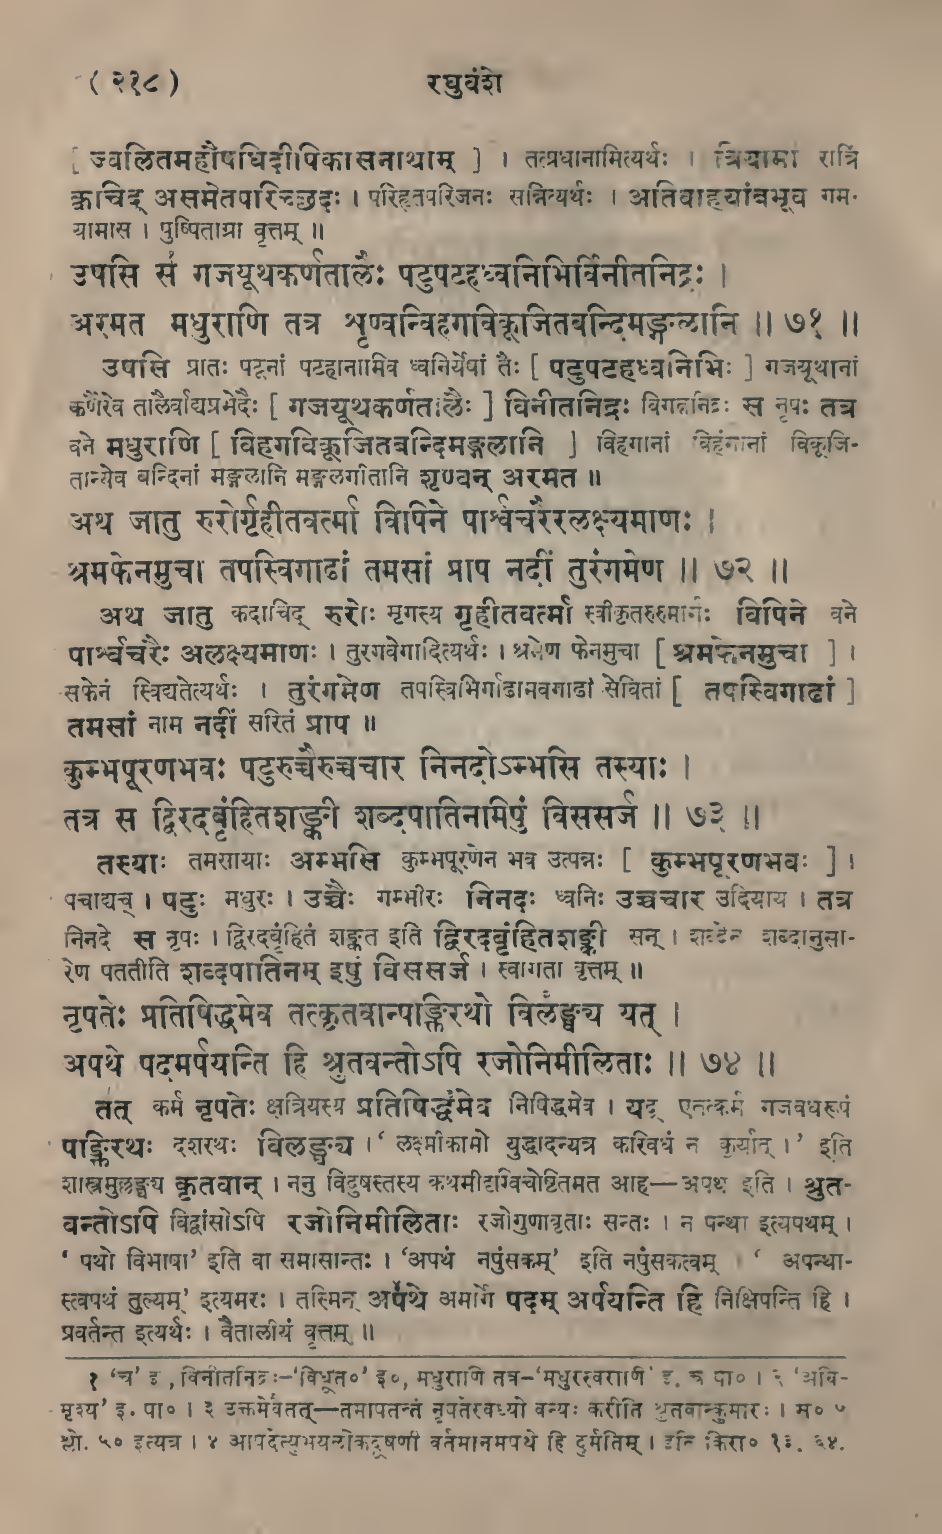 ( २१८ ) रघुवंशे
[ ज्वलितमहौषधिदीपिकासनाथाम् ] । तत्प्रधानामित्यर्थः । त्रियामा रात्रिं
क्वचिद् असमेतपरिच्छदः । परिहृतपरिजनः सन्नित्यर्थः । अतिवाहयांबभूव गम-
यामास । पुष्पिताग्रा वृत्तम् ॥
उषसि स गजयूथकर्णतालैः पटुपटहध्वनिभिर्विनीतनिद्रः ।
अरमत मधुराणि तत्र शृण्वन्विहगविकूजितबन्दिमङ्गलानि ॥ ७१ ॥
उषसि प्रातः पटूनां पटहानामिव ध्वनिर्येषां तैः [ पटुपटहध्वनिभिः ] गजयूथानां
कर्णैरेव तालैर्वाद्यप्रभेदैः [ गजयूथकर्णतालैः ] विनीतनिद्रः विगतनिद्रः स नृपः तत्र
वने मधुराणि [ विहगविकूजितबन्दिमङ्गलानि ] विहगानां विहंगानां विकूजि-
तान्येव बन्दिनां मङ्गलानि मङ्गलगीतानि शृण्वन् अरमत ॥
अथ जातु रुरोर्गृहीतवर्त्मा विपिने पार्श्वचरैरलक्ष्यमाणः ।
श्रमफेनमुचा तपस्विगाढां तमसां प्राप नदीं तुरंगमेण ॥ ७२ ॥
अथ जातु कदाचिद् रुरोः मृगस्य गृहीतवर्त्मा स्वीकृतरुरुमार्गः विपिने वने
पार्श्वचरैः अलक्ष्यमाणः । तुरगवेगादित्यर्थः । श्रमेण फेनमुचा [ श्रमफेनमुचा ] ।
सफेनं स्विद्यतेत्यर्थः । तुरंगमेण तपस्विभिर्गाढामवगाढां सेवितां [ तपस्विगाढां ]
तमसां नाम नदीं सरितं प्राप ॥
कुम्भपूरणभवः पटुरुच्चैरुच्चचार निनदोऽम्भसि तस्याः ।
तत्र स द्विरदबृंहितशङ्की शब्दपातिनमिषुं विससर्ज ॥ ७३ ॥
तस्याः तमसायाः अम्भसि कुम्भपूरणेन भव उत्पन्नः [ कुम्भपूरणभवः ] ।
पचाद्यच् । पटुः मधुरः । उच्चैः गम्भीरः निनदः ध्वनिः उच्चचार उदियाय । तत्र
निनदे स नृपः । द्विरदबृंहितं शङ्कत इति द्विरदबृंहितशङ्की सन् । शब्देन शब्दानुसा-
रेण पततीति शब्दपातिनम् इषुं विससर्ज । स्वागता वृत्तम् ॥
नृपतेः प्रतिषिद्धमेव तत्कृतवान्पङ्क्तिरथो विलङ्घ्य यत् ।
अपथे पदमर्पयन्ति हि श्रुतवन्तोऽपि रजोनिमीलिताः ॥ ७४ ॥
तत् कर्म नृपतेः क्षत्रियस्य प्रतिषिद्धमेव निषिद्धमेव । यद् एतत्कर्म गजवधरूपं
पङ्क्तिरथः दशरथः विलङ्घ्य । ‘ लक्ष्मीकामो युद्धादन्यत्र करिवधं न कुर्यात् ।’ इति
शास्त्रमुल्लङ्घ्य कृतवान् । ननु विदुषस्तस्य कथमीदृग्विचेष्टितमत आह—अपथ इति । श्रुत-
वन्तोऽपि विद्वांसोऽपि रजोनिमीलिताः रजोगुणावृताः सन्तः । न पन्था इत्यपथम् ।
‘ पथो विभाषा’ इति वा समासान्तः । ‘अपथं नपुंसकम्’ इति नपुंसकत्वम् । ‘ अपन्था-
स्त्वपथं तुल्यम्’ इत्यमरः । तस्मिन् अपथे अमार्गे पदम् अर्पयन्ति हि निक्षिपन्ति हि ।
प्रवर्तन्त इत्यर्थः । वैतालीयं वृत्तम् ॥
१ ‘च’ इ , विनीतनिद्रः–‘विधूत०’ इ०, मधुराणि तत्र–‘मधुरस्वराणि’ इ. च पा० । २ ‘अवि-
मृश्य’ इ. पा० । ३ उक्तमेवैतत्—तमापतन्तं नृपतेरवध्यो वन्यः करीति श्रुतवान्कुमारः । स० ५
श्लो. ५० इत्यत्र । ४ आपदेत्युभयलोकदूषणी वर्तमानमपथे हि दुर्मतिम् । इति किरा० १३. ६४.